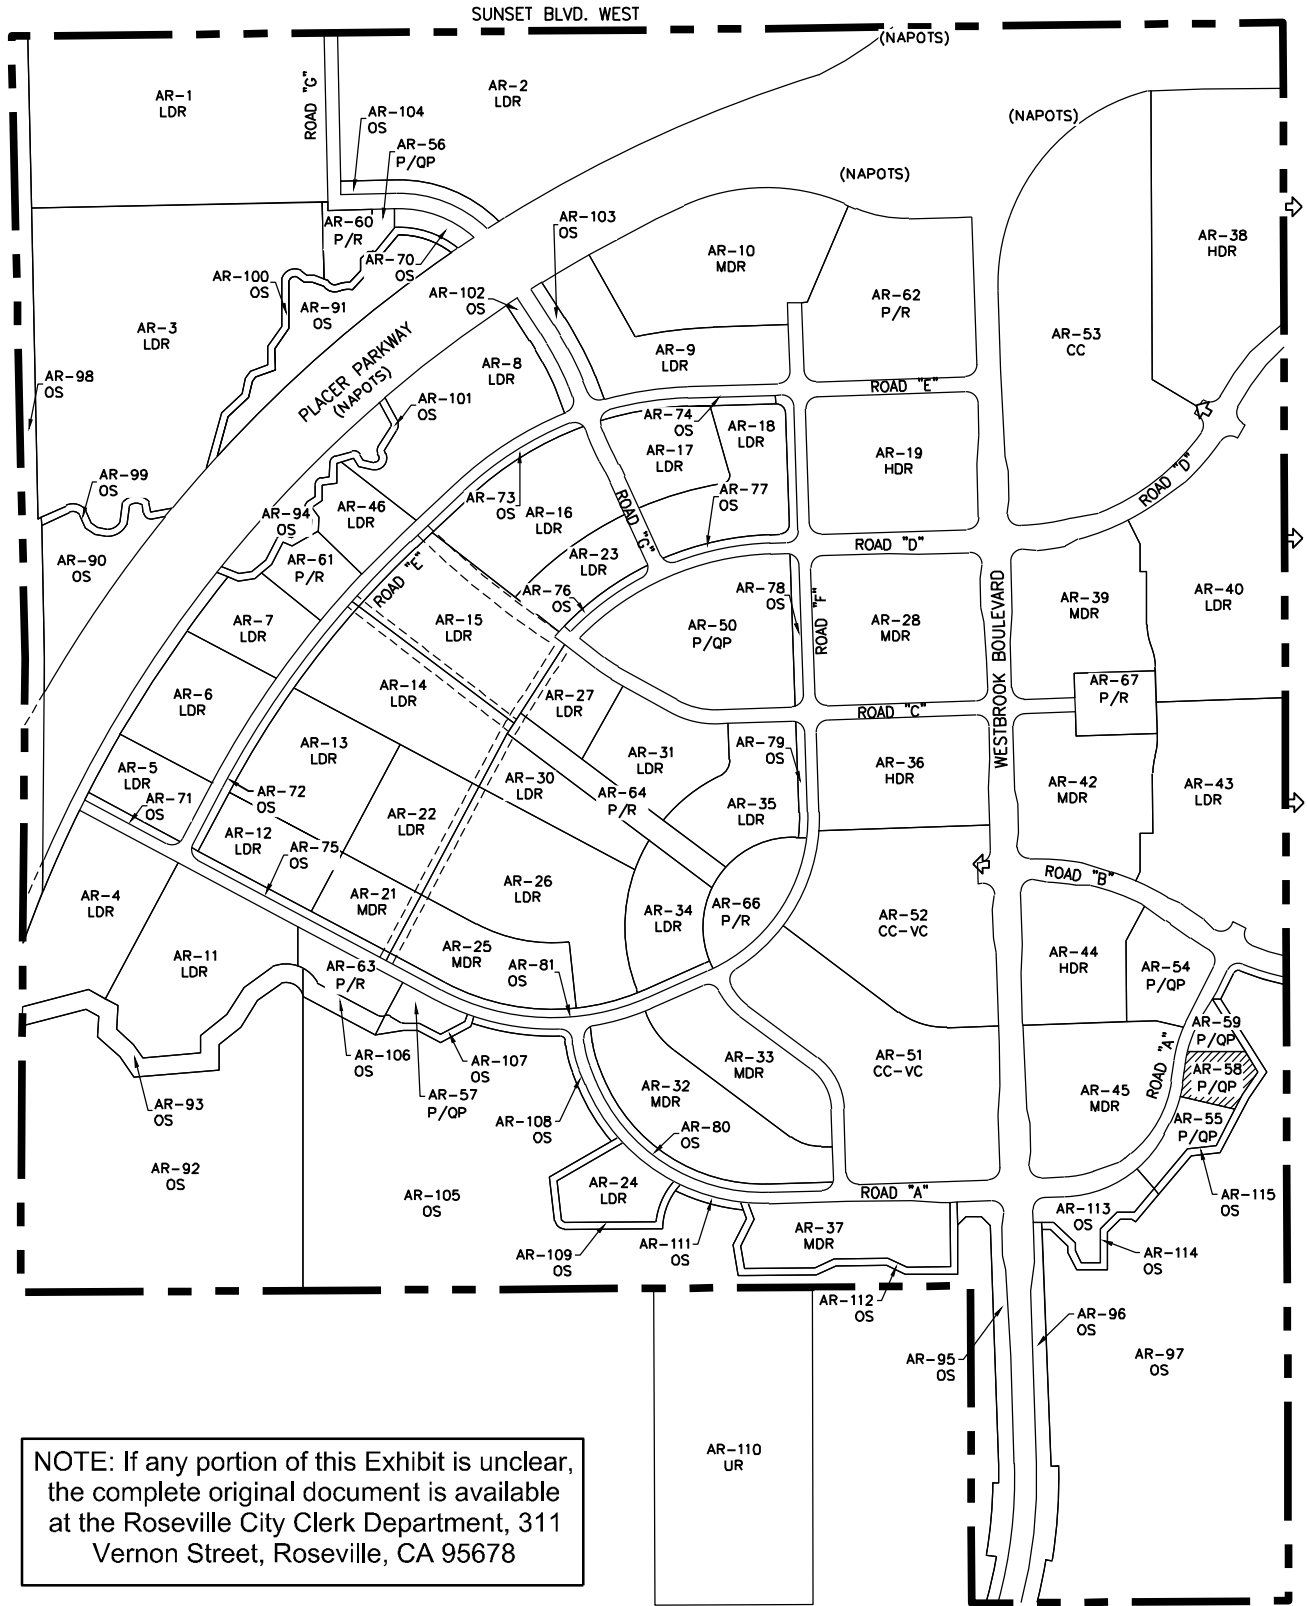 SUNSET BLVD. WEST
(NAPOTS)
AR-1
LDR
ROAD "G"
AR-2
LDR
AR-104
OS
AR-56
P/QP
(NAPOTS)
(NAPOTS)
AR-60
P/R
AR-103
OS
AR-38
HDR
AR-10
MDR
AR-70
OS
AR-100
OS
AR-91
OS
AR-102
OS
AR-62
P/R
AR-3
LDR
AR-53
CC
AR-98
OS
PLACER PARKWAY
(NAPOTS)
AR-8
LDR
AR-9
LDR
ROAD "E"
AR-101
OS
AR-74
OS
AR-18
LDR
AR-17
LDR
AR-19
HDR
ROAD "D"
AR-99
OS
AR-77
OS
AR-73
OS
AR-16
LDR
ROAD "G"
AR-46
LDR
AR-94
OS
AR-61
P/R
AR-90
OS
ROAD "E"
AR-23
LDR
ROAD "D"
AR-76
OS
AR-78
OS
ROAD "F"
WESTBROOK BOULEVARD
AR-39
MDR
AR-40
LDR
AR-7
LDR
AR-15
LDR
AR-50
P/QP
AR-28
MDR
AR-67
P/R
AR-6
LDR
AR-14
LDR
AR-27
LDR
ROAD "C"
AR-13
LDR
AR-31
LDR
AR-79
OS
AR-36
HDR
AR-5
LDR
AR-71
OS
AR-72
OS
AR-30
LDR
AR-64
P/R
AR-42
MDR
AR-43
LDR
AR-35
LDR
AR-22
LDR
AR-12
LDR
AR-75
OS
AR-4
LDR
AR-21
MDR
AR-26
LDR
ROAD "B"
AR-34
LDR
AR-66
P/R
AR-52
CC-VC
AR-11
LDR
AR-25
MDR
AR-81
OS
AR-63
P/R
AR-44
HDR
AR-54
P/QP
AR-59
P/QP
AR-106
OS
AR-107
OS
AR-57
P/QP
AR-33
MDR
AR-51
CC-VC
ROAD "A"
AR-58
P/QP
AR-32
MDR
AR-45
MDR
AR-93
OS
AR-108
OS
AR-80
OS
AR-55
P/QP
AR-92
OS
AR-105
OS
AR-24
LDR
ROAD "A"
AR-115
OS
AR-113
OS
AR-37
MDR
AR-109
OS
AR-111
OS
AR-114
OS
AR-112
OS
AR-96
OS
AR-95
OS
AR-97
OS
AR-110
UR
NOTE: If any portion of this Exhibit is unclear,
the complete original document is available
at the Roseville City Clerk Department, 311
Vernon Street, Roseville, CA 95678